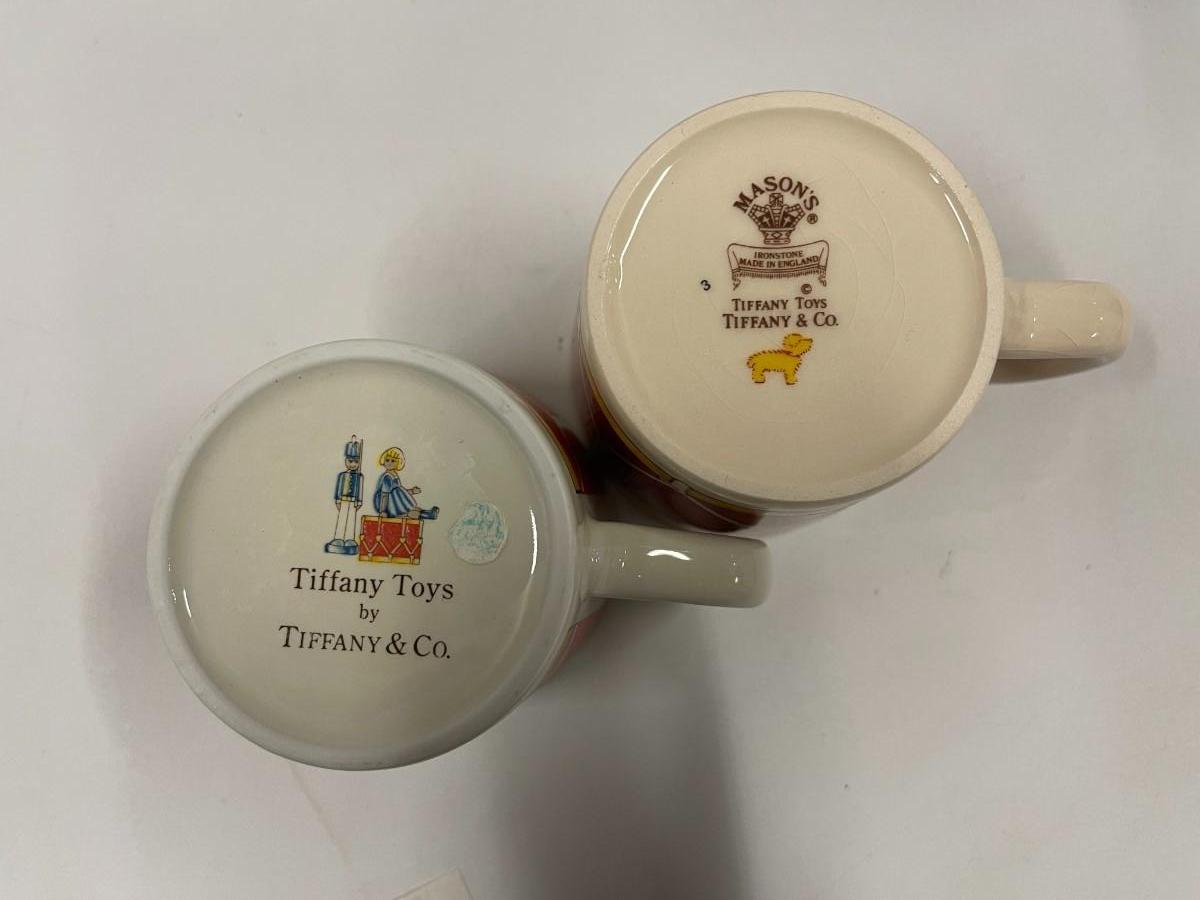 MASON'S ®
IRONSTONE
MADE IN ENGLAND
3
©
TIFFANY TOYS
TIFFANY & CO.
Tiffany Toys
by
TIFFANY & CO.